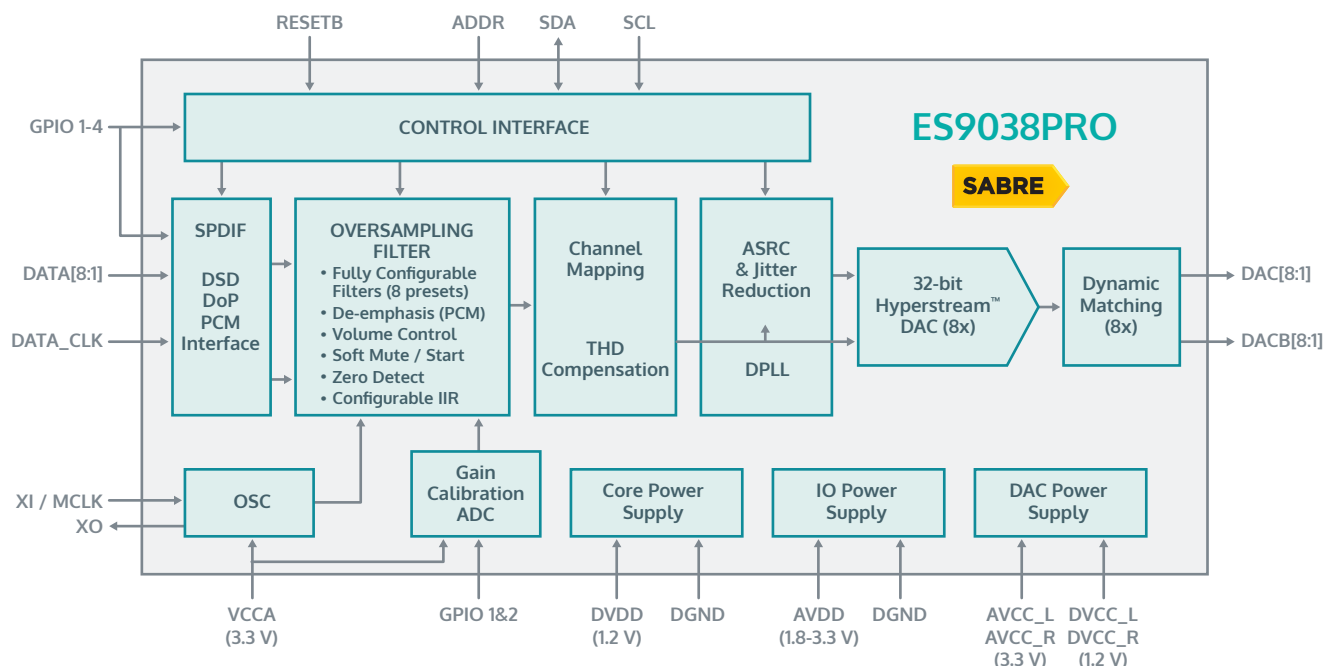 RESETB
ADDR
SDA
SCL
GPIO 1-4
CONTROL INTERFACE
ES9038PRO
SABRE
SPDIF
DSD
DoP
PCM
Interface
OVERSAMPLING
FILTER
• Fully Configurable
Filters (8 presets)
• De-emphasis (PCM)
• Volume Control
• Soft Mute / Start
• Zero Detect
• Configurable IIR
Channel
Mapping
THD
Compensation
ASRC
& Jitter
Reduction
DPLL
32-bit
Hyperstream™
DAC (8x)
Dynamic
Matching
(8x)
DATA[8:1]
DATA_CLK
DAC[8:1]
DACB[8:1]
XI / MCLK
XO
OSC
Gain
Calibration
ADC
Core Power
Supply
IO Power
Supply
DAC Power
Supply
VCCA
(3.3 V)
GPIO 1&2
DVDD
(1.2 V)
DGND
AVDD
(1.8-3.3 V)
DGND
AVCC_L
AVCC_R
(3.3 V)
DVCC_L
DVCC_R
(1.2 V)